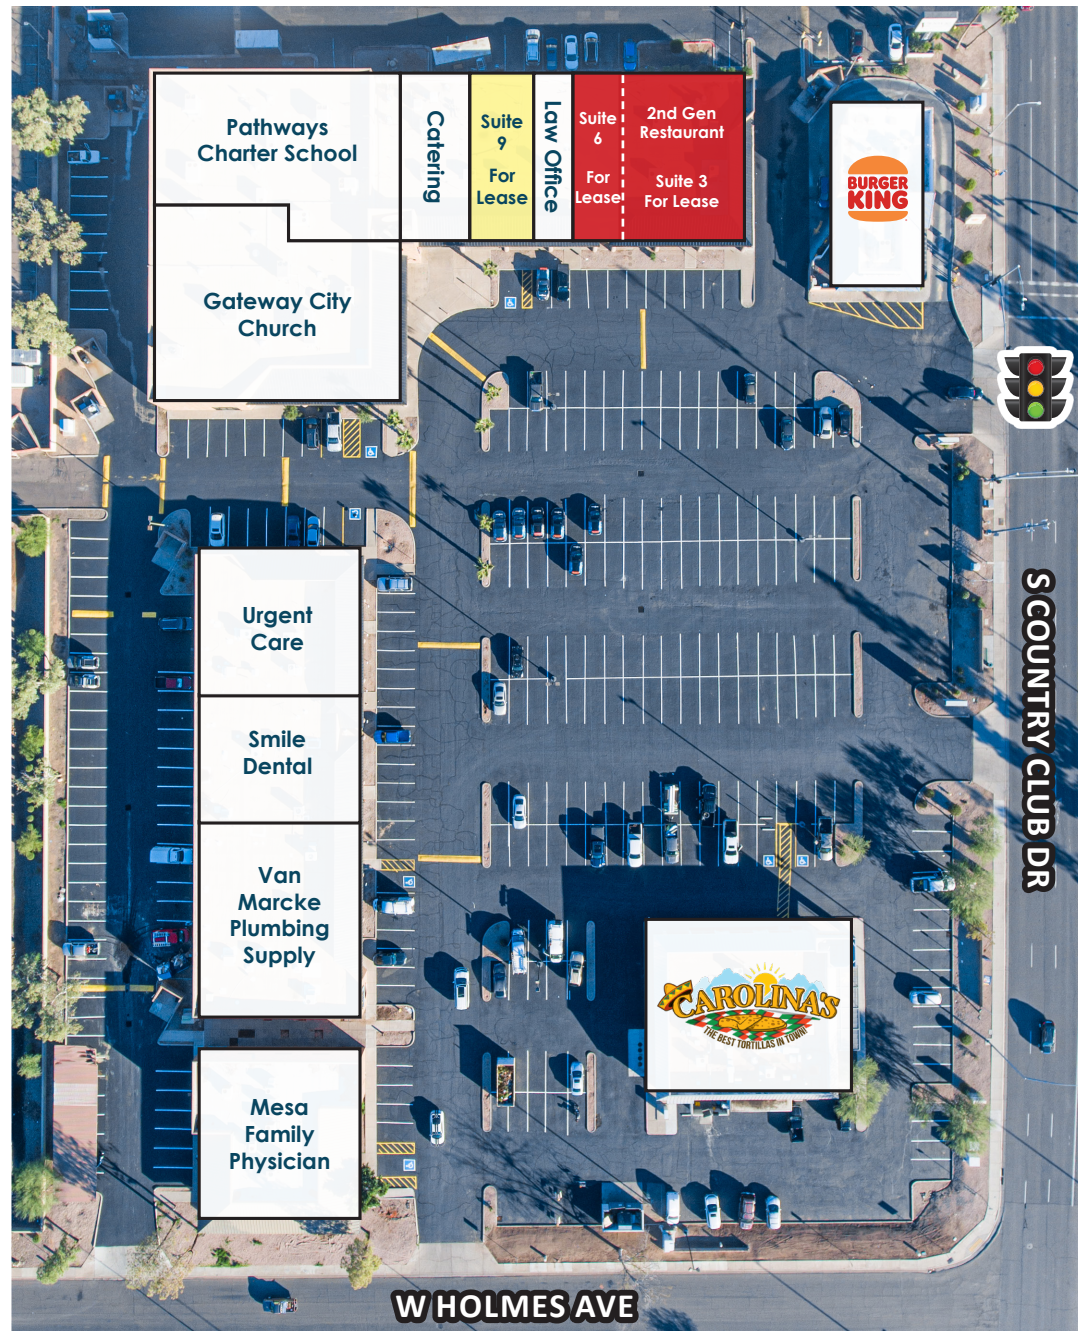 Pathways
Charter School
Catering
Suite
9
For
Lease
Law Office
Suite
6
For
Lease
2nd Gen
Restaurant
Suite 3
For Lease
BURGER
KING
Gateway City
Church
Urgent
Care
Smile
Dental
Van
Marcke
Plumbing
Supply
CAROLINA'S
THE BEST TORTILLAS IN TOWN!
Mesa
Family
Physician
S COUNTRY CLUB DR
W HOLMES AVE